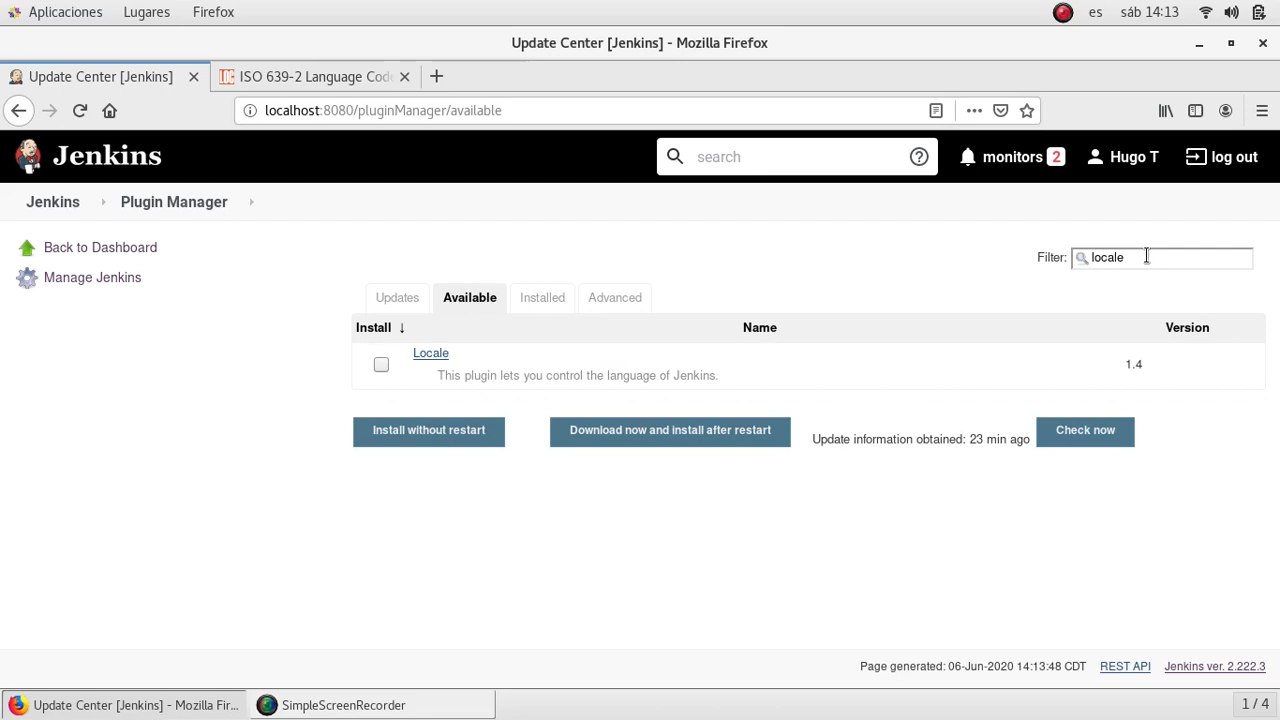 Aplicaciones Lugares Firefox es sáb 14:13
Update Center [Jenkins] - Mozilla Firefox
Update Center [Jenkins] ISO 639-2 Language Code
localhost:8080/pluginManager/available
Jenkins search monitors 2 Hugo T log out
Jenkins Plugin Manager
Back to Dashboard
Manage Jenkins
Filter: locale
Updates Available Installed Advanced
Install ↓ Name Version
Locale
This plugin lets you control the language of Jenkins.
1.4
Install without restart Download now and install after restart Update information obtained: 23 min ago Check now
Page generated: 06-Jun-2020 14:13:48 CDT REST API Jenkins ver. 2.222.3
Update Center [Jenkins] - Mozilla Fir... SimpleScreenRecorder 1 / 4